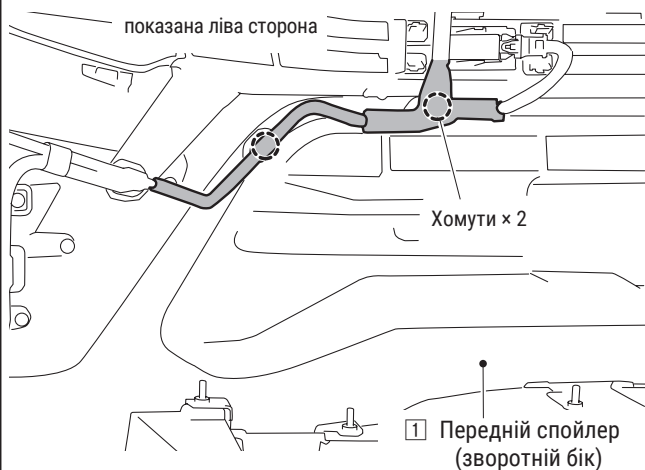 показана ліва сторона
Хомути × 2
1 Передній спойлер
(зворотній бік)